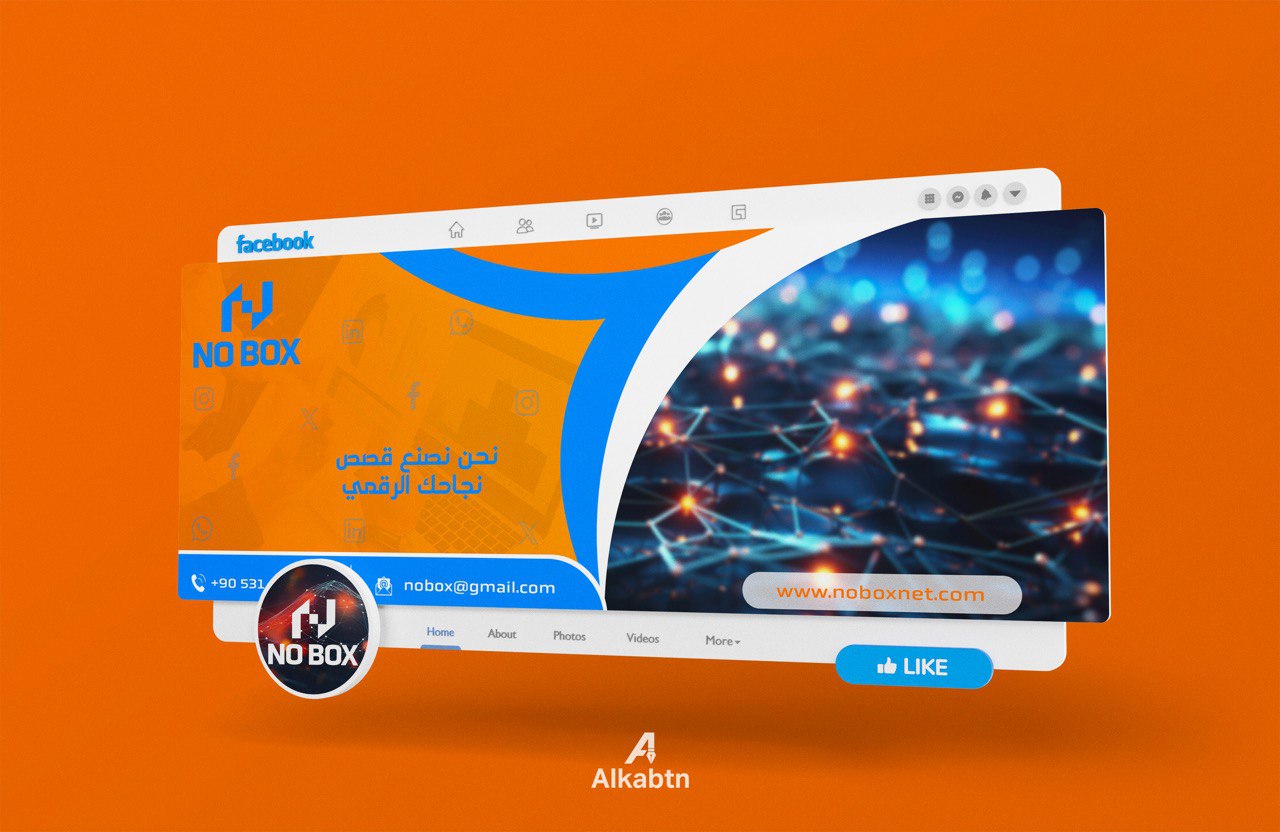 facebook
NO BOX
نحن نصنع قصص
نجاحك الرقمي
+90 531
nobox@gmail.com
www.noboxnet.com
NO BOX
Home
About
Photos
Videos
More
LIKE
Alkabtn